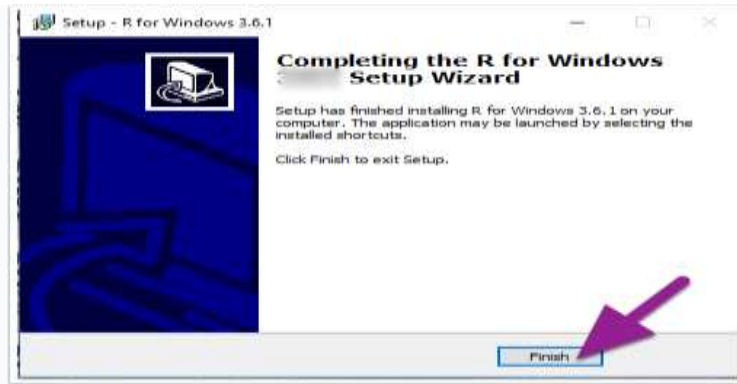 Setup - R for Windows 3.6.1
Completing the R for Windows
Setup Wizard
Setup has finished installing R for Windows 3.6.1 on your
computer. The application may be launched by selecting the
installed shortcuts.
Click Finish to exit Setup.
Finish